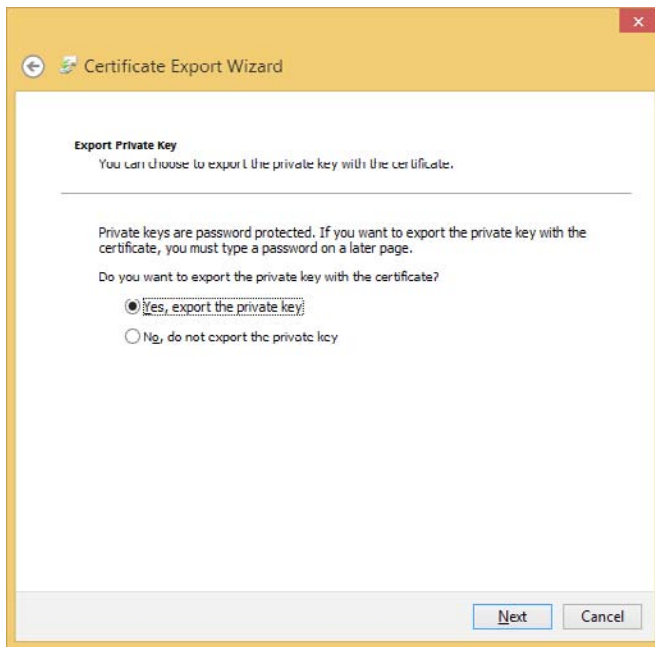 Certificate Export Wizard
Export Private Key
You can choose to export the private key with the certificate.
Private keys are password protected. If you want to export the private key with the
certificate, you must type a password on a later page.
Do you want to export the private key with the certificate?
Yes, export the private key
No, do not export the private key
Next
Cancel